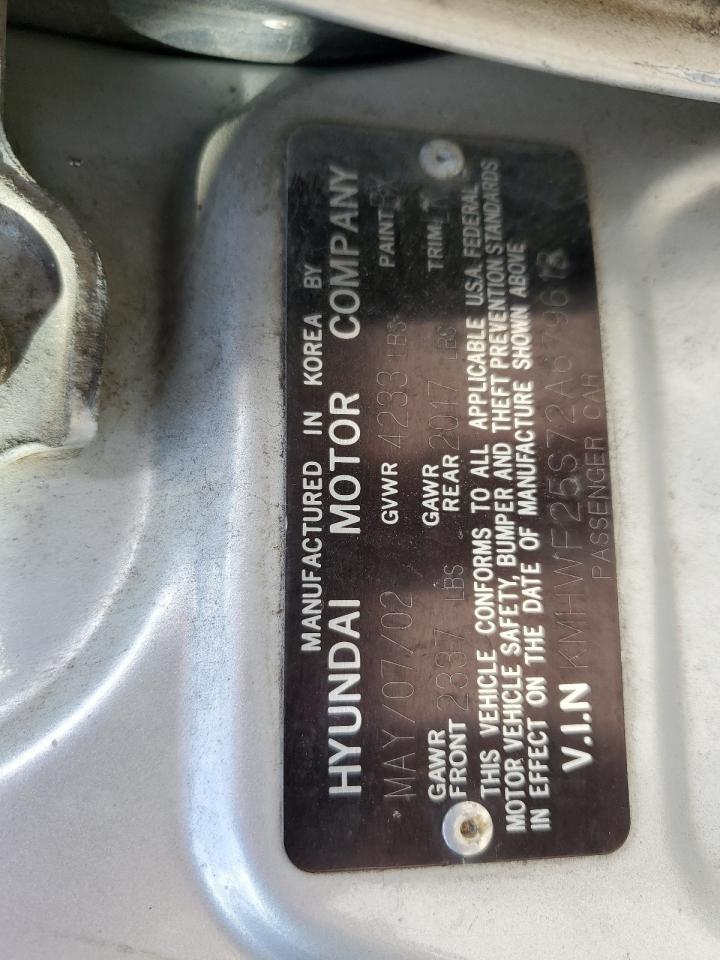 MANUFACTURED IN KOREA BY
HYUNDAI MOTOR COMPANY
MAY/07/02 GVWR 4233 LBS PAINT
GAWR FRONT 2337 LBS GAWR REAR 2017 LBS TRIM
THIS VEHICLE CONFORMS TO ALL APPLICABLE U.S.A. FEDERAL
MOTOR VEHICLE SAFETY, BUMPER AND THEFT PREVENTION STANDARDS
IN EFFECT ON THE DATE OF MANUFACTURE SHOWN ABOVE
V.I.N
PASSENGER CAR